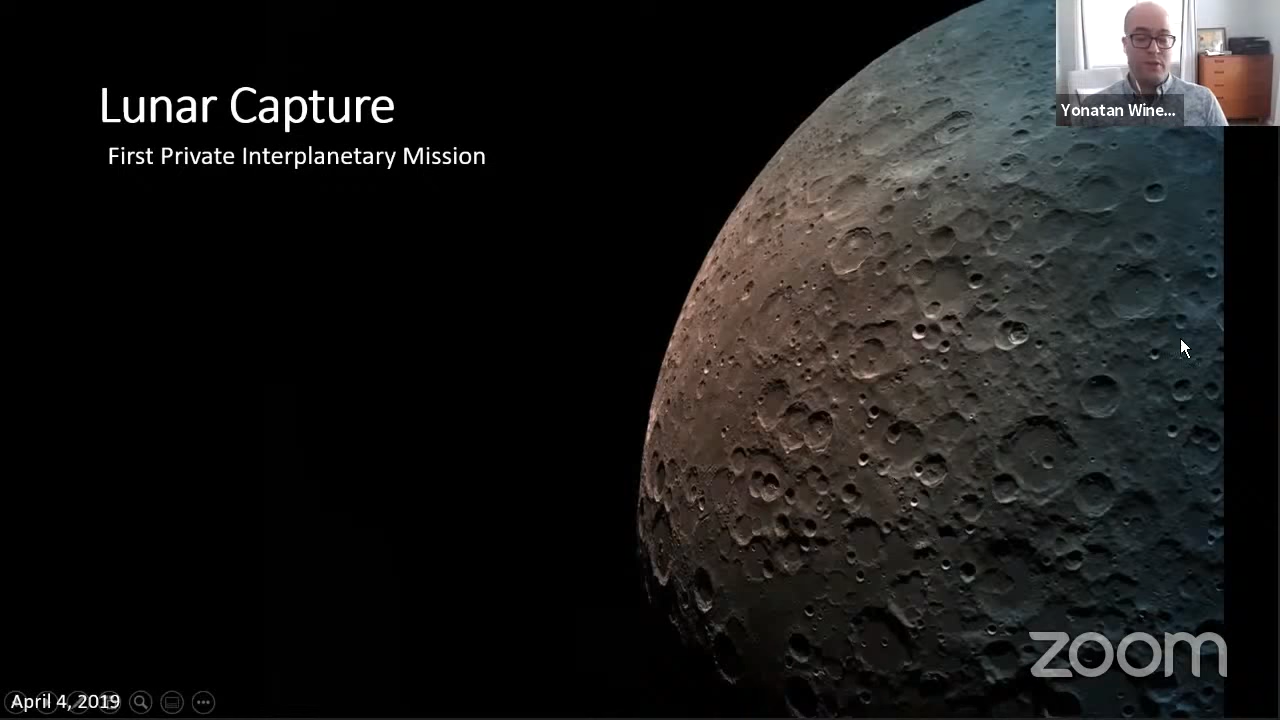 Lunar Capture
First Private Interplanetary Mission
Yonatan Wine...
zoom
April 4, 2019